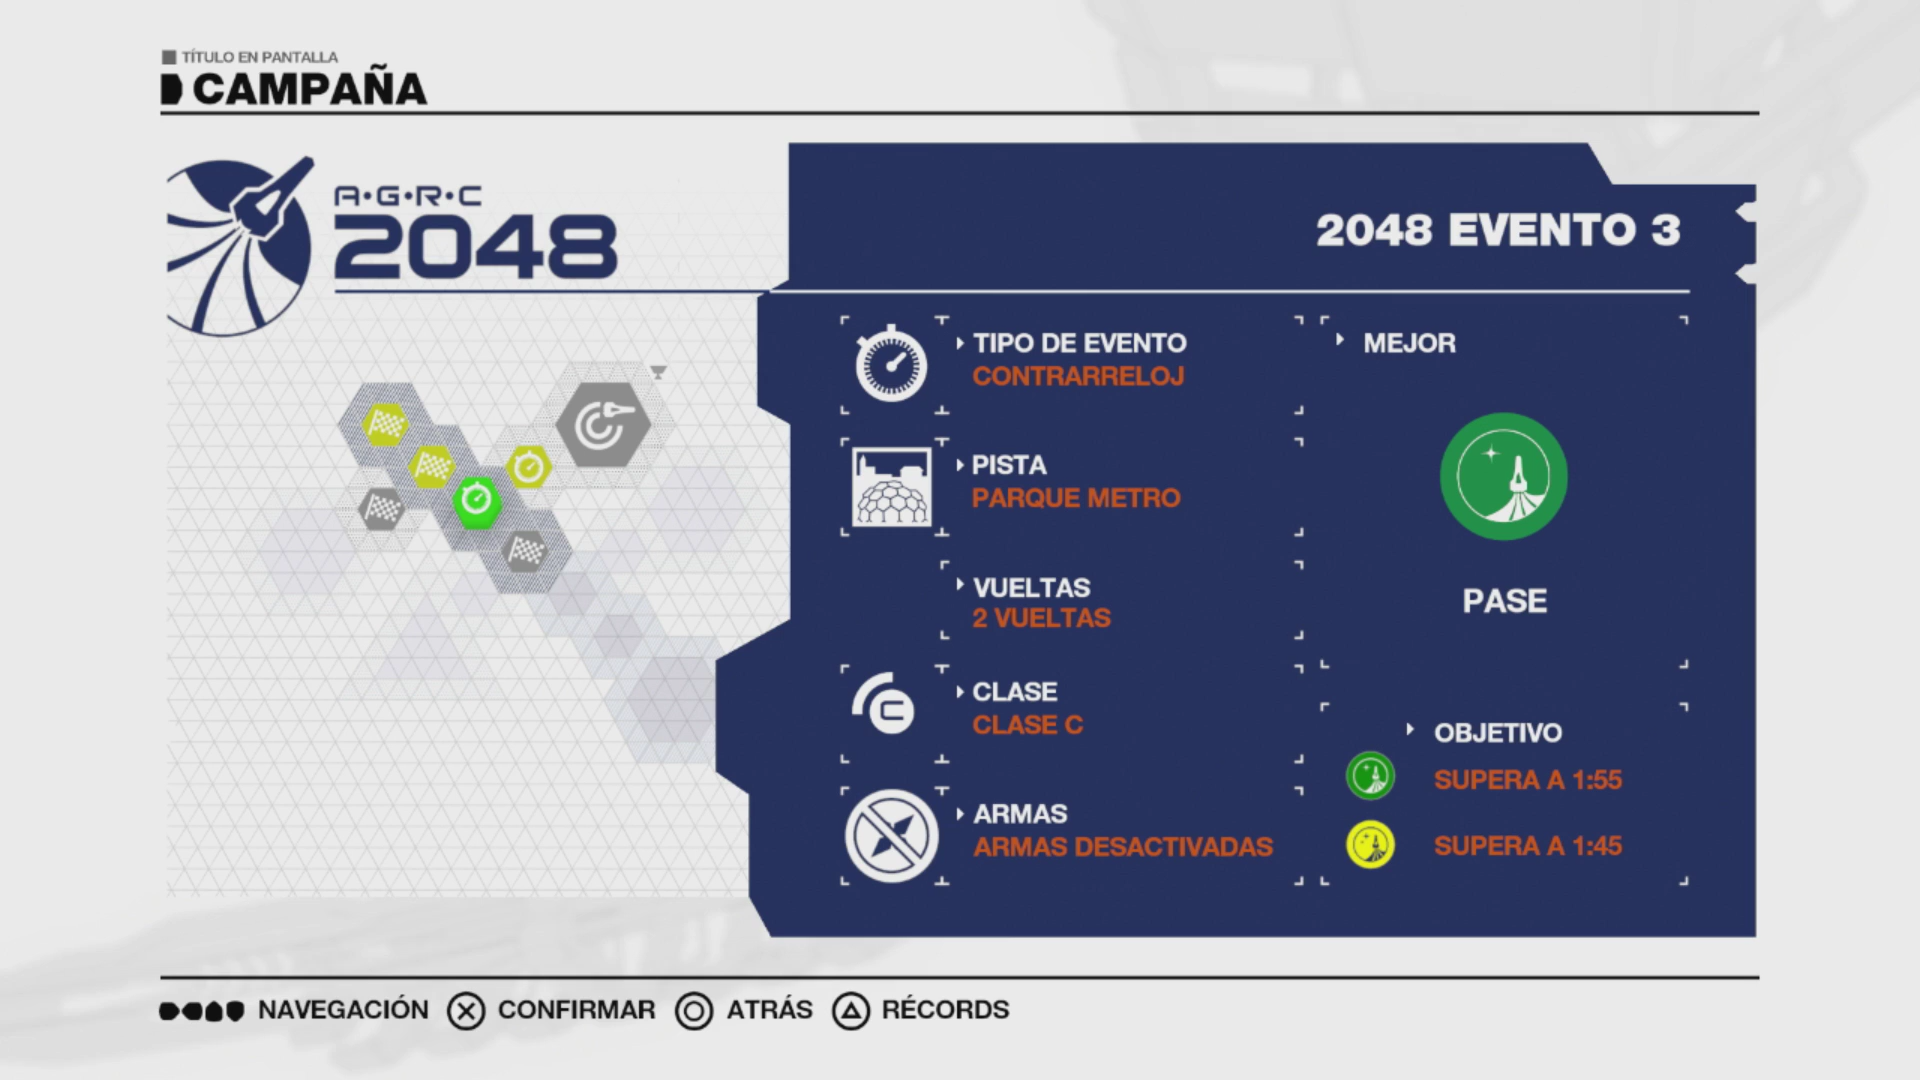 TÍTULO EN PANTALLA
CAMPAÑA
A·G·R·C
2048
2048 EVENTO 3
TIPO DE EVENTO
CONTRARRELOJ
PISTA
PARQUE METRO
VUELTAS
2 VUELTAS
C
CLASE
CLASE C
ARMAS
ARMAS DESACTIVADAS
MEJOR
PASE
OBJETIVO
SUPERA A 1:55
SUPERA A 1:45
NAVEGACIÓN CONFIRMAR ATRÁS RÉCORDS